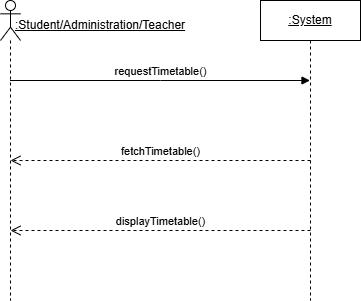 :Student/Administration/Teacher
:System
requestTimetable()
fetchTimetable()
displayTimetable()